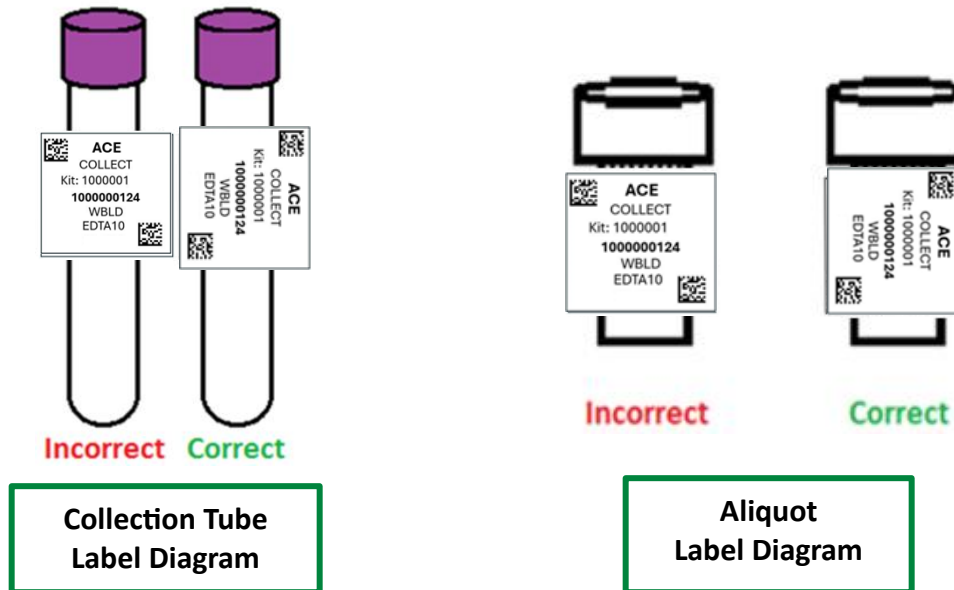 ACE
COLLECT
Kit: 1000001
1000000124
WBLD
EDTA10
ACE
COLLECT
Kit: 1000001
1000000124
WBLD
EDTA10
Incorrect
Correct
Collection Tube
Label Diagram
ACE
COLLECT
Kit: 1000001
1000000124
WBLD
EDTA10
ACE
COLLECT
Kit: 1000001
1000000124
WBLD
EDTA10
Incorrect
Correct
Aliquot
Label Diagram